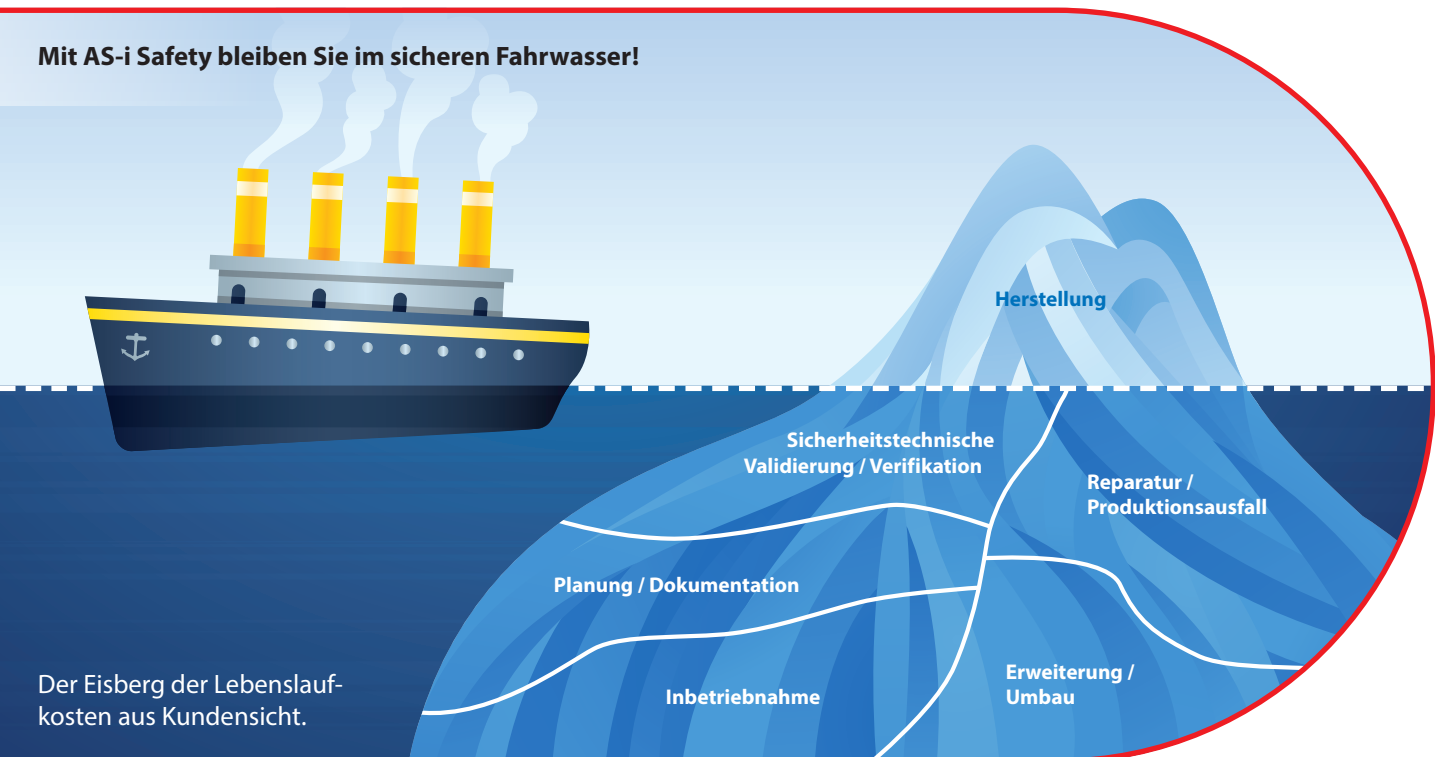 Mit AS-i Safety bleiben Sie im sicheren Fahrwasser!
Herstellung
Sicherheitstechnische
Validierung / Verifikation
Reparatur /
Produktionsausfall
Planung / Dokumentation
Inbetriebnahme
Erweiterung /
Umbau
Der Eisberg der Lebenslauf-
kosten aus Kundensicht.